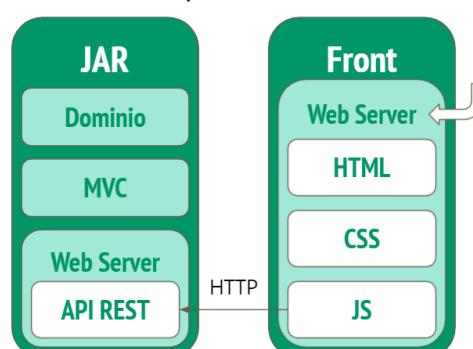 JAR
Dominio
MVC
Web Server
API REST
HTTP
Front
Web Server
HTML
CSS
JS